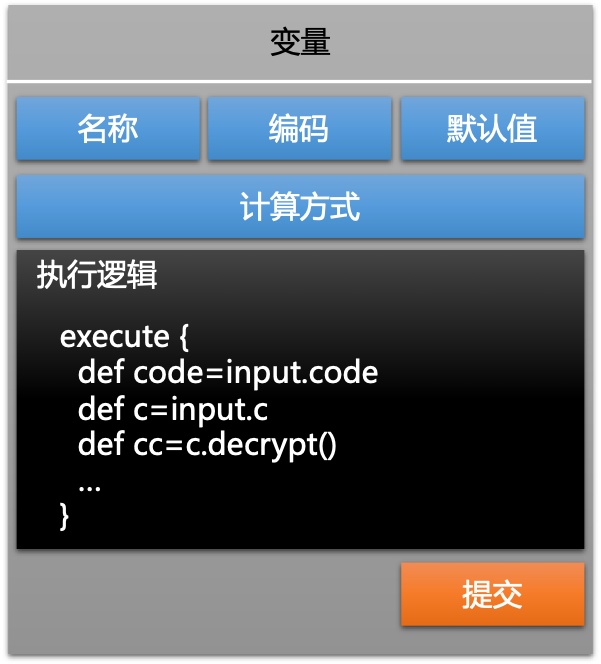 变量
名称 编码 默认值
计算方式
执行逻辑
execute {
def code=input.code
def c=input.c
def cc=c.decrypt()
...
}
提交